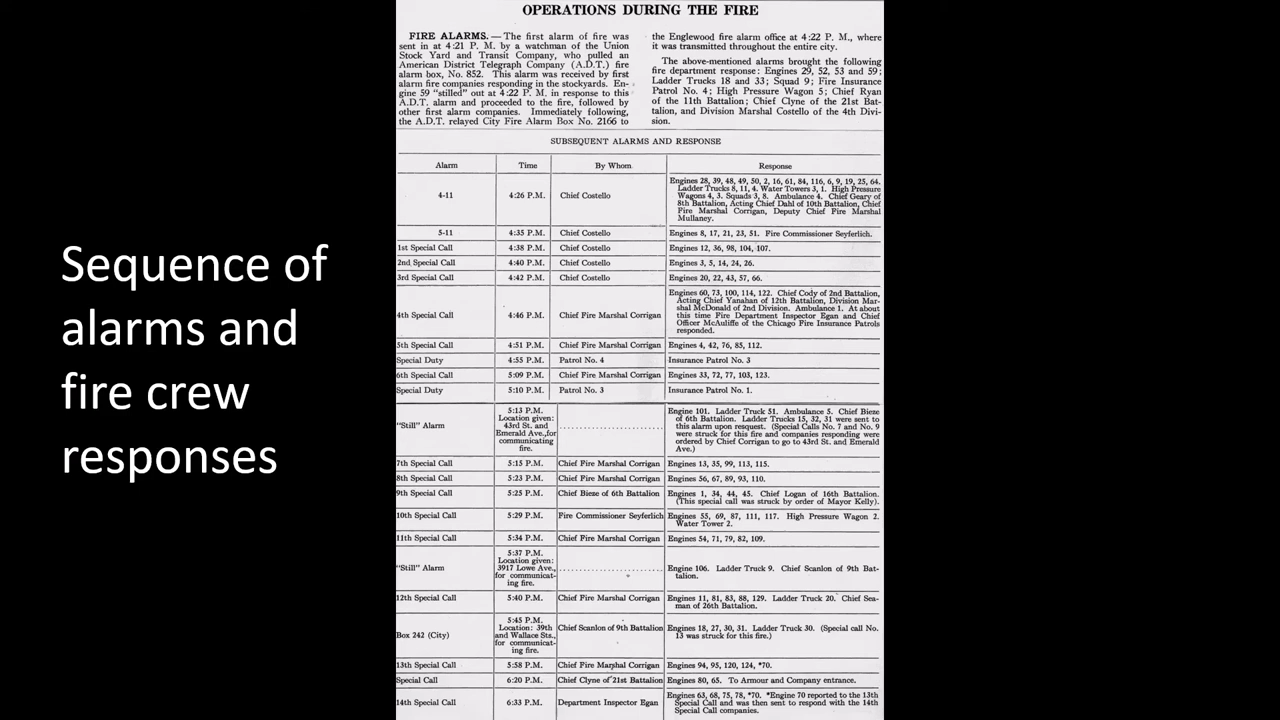 Sequence of
alarms and
fire crew
responses
OPERATIONS DURING THE FIRE
FIRE ALARMS.—The first alarm of fire was
sent in at 4:21 P. M. by a watchman of the Union
Stock Yard and Transit Company, who pulled an
American District Telegraph Company (A.D.T.) fire
alarm box, No. 852. This alarm was received by first
alarm fire companies responding in the stockyards. En-
gine 59 "stilled" out at 4:22 P. M. in response to this
A.D.T. alarm and proceeded to the fire, followed by
other first alarm companies. Immediately following,
the A.D.T. relayed City Fire Alarm Box No. 2166 to
the Englewood fire alarm office at 4:22 P. M., where
it was transmitted throughout the entire city.
The above-mentioned alarms brought the following
fire department response: Engines 29, 52, 53 and 59;
Ladder Trucks 18 and 33; Squad 9; Fire Insurance
Patrol No. 4; High Pressure Wagon 5; Chief Ryan
of the 11th Battalion; Chief Clyne of the 21st Bat-
talion, and Division Marshal Costello of the 4th Divi-
sion.
SUBSEQUENT ALARMS AND RESPONSE
Alarm Time By Whom Response
4-11 4:26 P.M. Chief Costello
Engines 28, 39, 48, 49, 50, 2, 16, 61, 84, 116, 6, 9, 19, 25, 64.
Ladder Trucks 8, 11, 4. Water Towers 3, 1. High Pressure
Wagons 4, 3. Squads 3, 8. Ambulance 4. Chief Geary of
8th Battalion, Acting Chief Dahl of 10th Battalion, Chief
Fire Marshal Corrigan, Deputy Chief Fire Marshal
Mullaney.
5-11 4:35 P.M. Chief Costello Engines 8, 17, 21, 23, 51. Fire Commissioner Seyferlich.
1st Special Call 4:38 P.M. Chief Costello Engines 12, 36, 98, 104, 107.
2nd Special Call 4:40 P.M. Chief Costello Engines 3, 5, 14, 24, 26.
3rd Special Call 4:42 P.M. Chief Costello Engines 20, 22, 43, 57, 66.
4th Special Call 4:46 P.M. Chief Fire Marshal Corrigan
Engines 60, 73, 100, 114, 122. Chief Cody of 2nd Battalion,
Acting Chief Yanahan of 12th Battalion, Division Mar-
shal McDonald of 2nd Division. Ambulance 1. At about
this time Fire Department Inspector Egan and Chief
Officer McAuliffe of the Chicago Fire Insurance Patrols
responded.
5th Special Call 4:51 P.M. Chief Fire Marshal Corrigan Engines 4, 42, 76, 85, 112.
Special Duty 4:55 P.M. Patrol No. 4 Insurance Patrol No. 3
6th Special Call 5:09 P.M. Chief Fire Marshal Corrigan Engines 33, 72, 77, 103, 123.
Special Duty 5:10 P.M. Patrol No. 3 Insurance Patrol No. 1.
"Still" Alarm
5:13 P.M.
Location given:
43rd St. and
Emerald Ave., for
communicating
fire.
Engine 101. Ladder Truck 51. Ambulance 5. Chief Bieze
of 6th Battalion. Ladder Trucks 15, 32, 31 were sent to
this alarm upon resquest. (Special Calls No. 7 and No. 9
were struck for this fire and companies responding were
ordered by Chief Corrigan to go to 43rd St. and Emerald
Ave.)
7th Special Call 5:15 P.M. Chief Fire Marshal Corrigan Engines 13, 35, 99, 113, 115.
8th Special Call 5:23 P.M. Chief Fire Marshal Corrigan Engines 56, 67, 89, 93, 110.
9th Special Call 5:25 P.M. Chief Bieze of 6th Battalion Engines 1, 34, 44, 45. Chief Logan of 16th Battalion.
(This special call was struck by order of Mayor Kelly).
10th Special Call 5:29 P.M. Fire Commissioner Seyferlich Engines 55, 69, 87, 111, 117. High Pressure Wagon 2.
Water Tower 2.
11th Special Call 5:34 P.M. Chief Fire Marshal Corrigan Engines 54, 71, 79, 82, 109.
"Still" Alarm
5:37 P.M.
Location given:
3917 Lowe Ave.,
for communicat-
ing fire.
Engine 106. Ladder Truck 9. Chief Scanlon of 9th Bat-
talion.
12th Special Call 5:40 P.M. Chief Fire Marshal Corrigan Engines 11, 81, 83, 88, 129. Ladder Truck 20. Chief Sea-
man of 26th Battalion.
Box 242 (City)
5:45 P.M.
Location: 39th
and Wallace Sts.,
for communicat-
ing fire.
Chief Scanlon of 9th Battalion
Engines 18, 27, 30, 31. Ladder Truck 30. (Special call No.
13 was struck for this fire.)
13th Special Call 5:58 P.M. Chief Fire Marshal Corrigan Engines 94, 95, 120, 124, *70.
Special Call 6:20 P.M. Chief Clyne of 21st Battalion Engines 80, 65. To Armour and Company entrance.
14th Special Call 6:33 P.M. Department Inspector Egan
Engines 63, 68, 75, 78, *70. *Engine 70 reported to the 13th
Special Call and was then sent to respond with the 14th
Special Call companies.